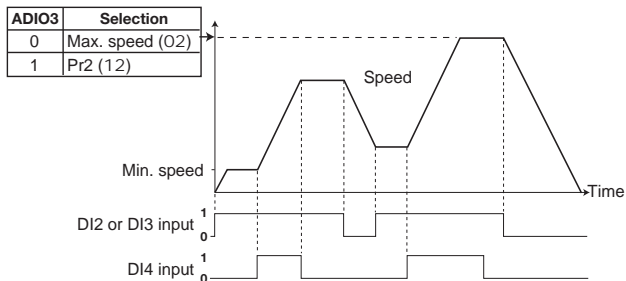 ADIO3 Selection
0 Max. speed (02)
1 Pr2 (12)
Speed
Min. speed
Time
DI2 or DI3 input 1
0
DI4 input 1
0